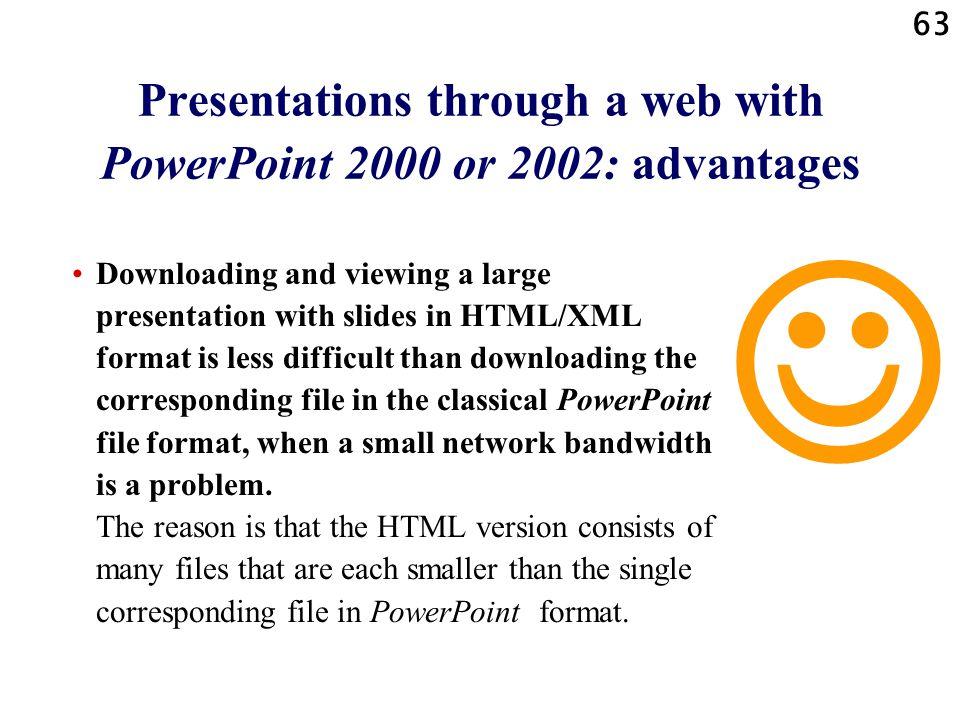 63
Presentations through a web with
PowerPoint 2000 or 2002: advantages
• Downloading and viewing a large
presentation with slides in HTML/XML
format is less difficult than downloading the
corresponding file in the classical PowerPoint
file format, when a small network bandwidth
is a problem.
The reason is that the HTML version consists of
many files that are each smaller than the single
corresponding file in PowerPoint format.